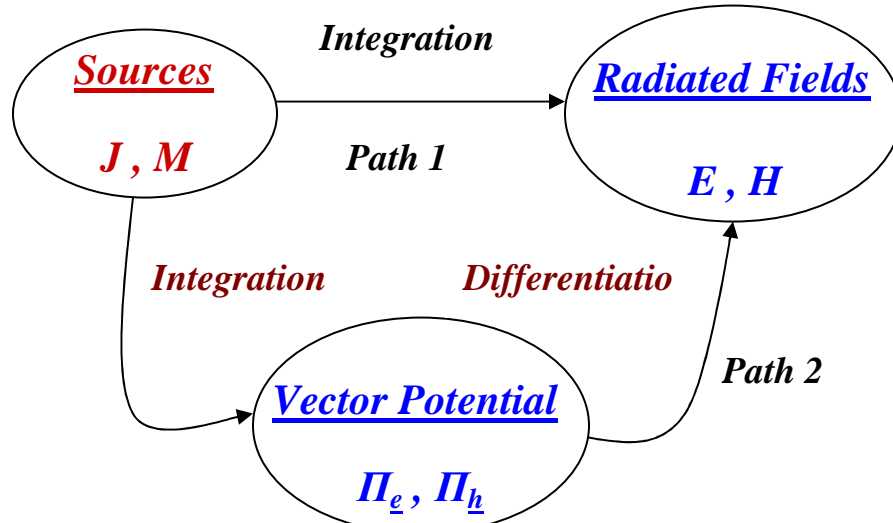 Integration
Sources
Radiated Fields
J , M
Path 1
E , H
Integration
Differentiatio
Path 2
Vector Potential
Πe , Πh